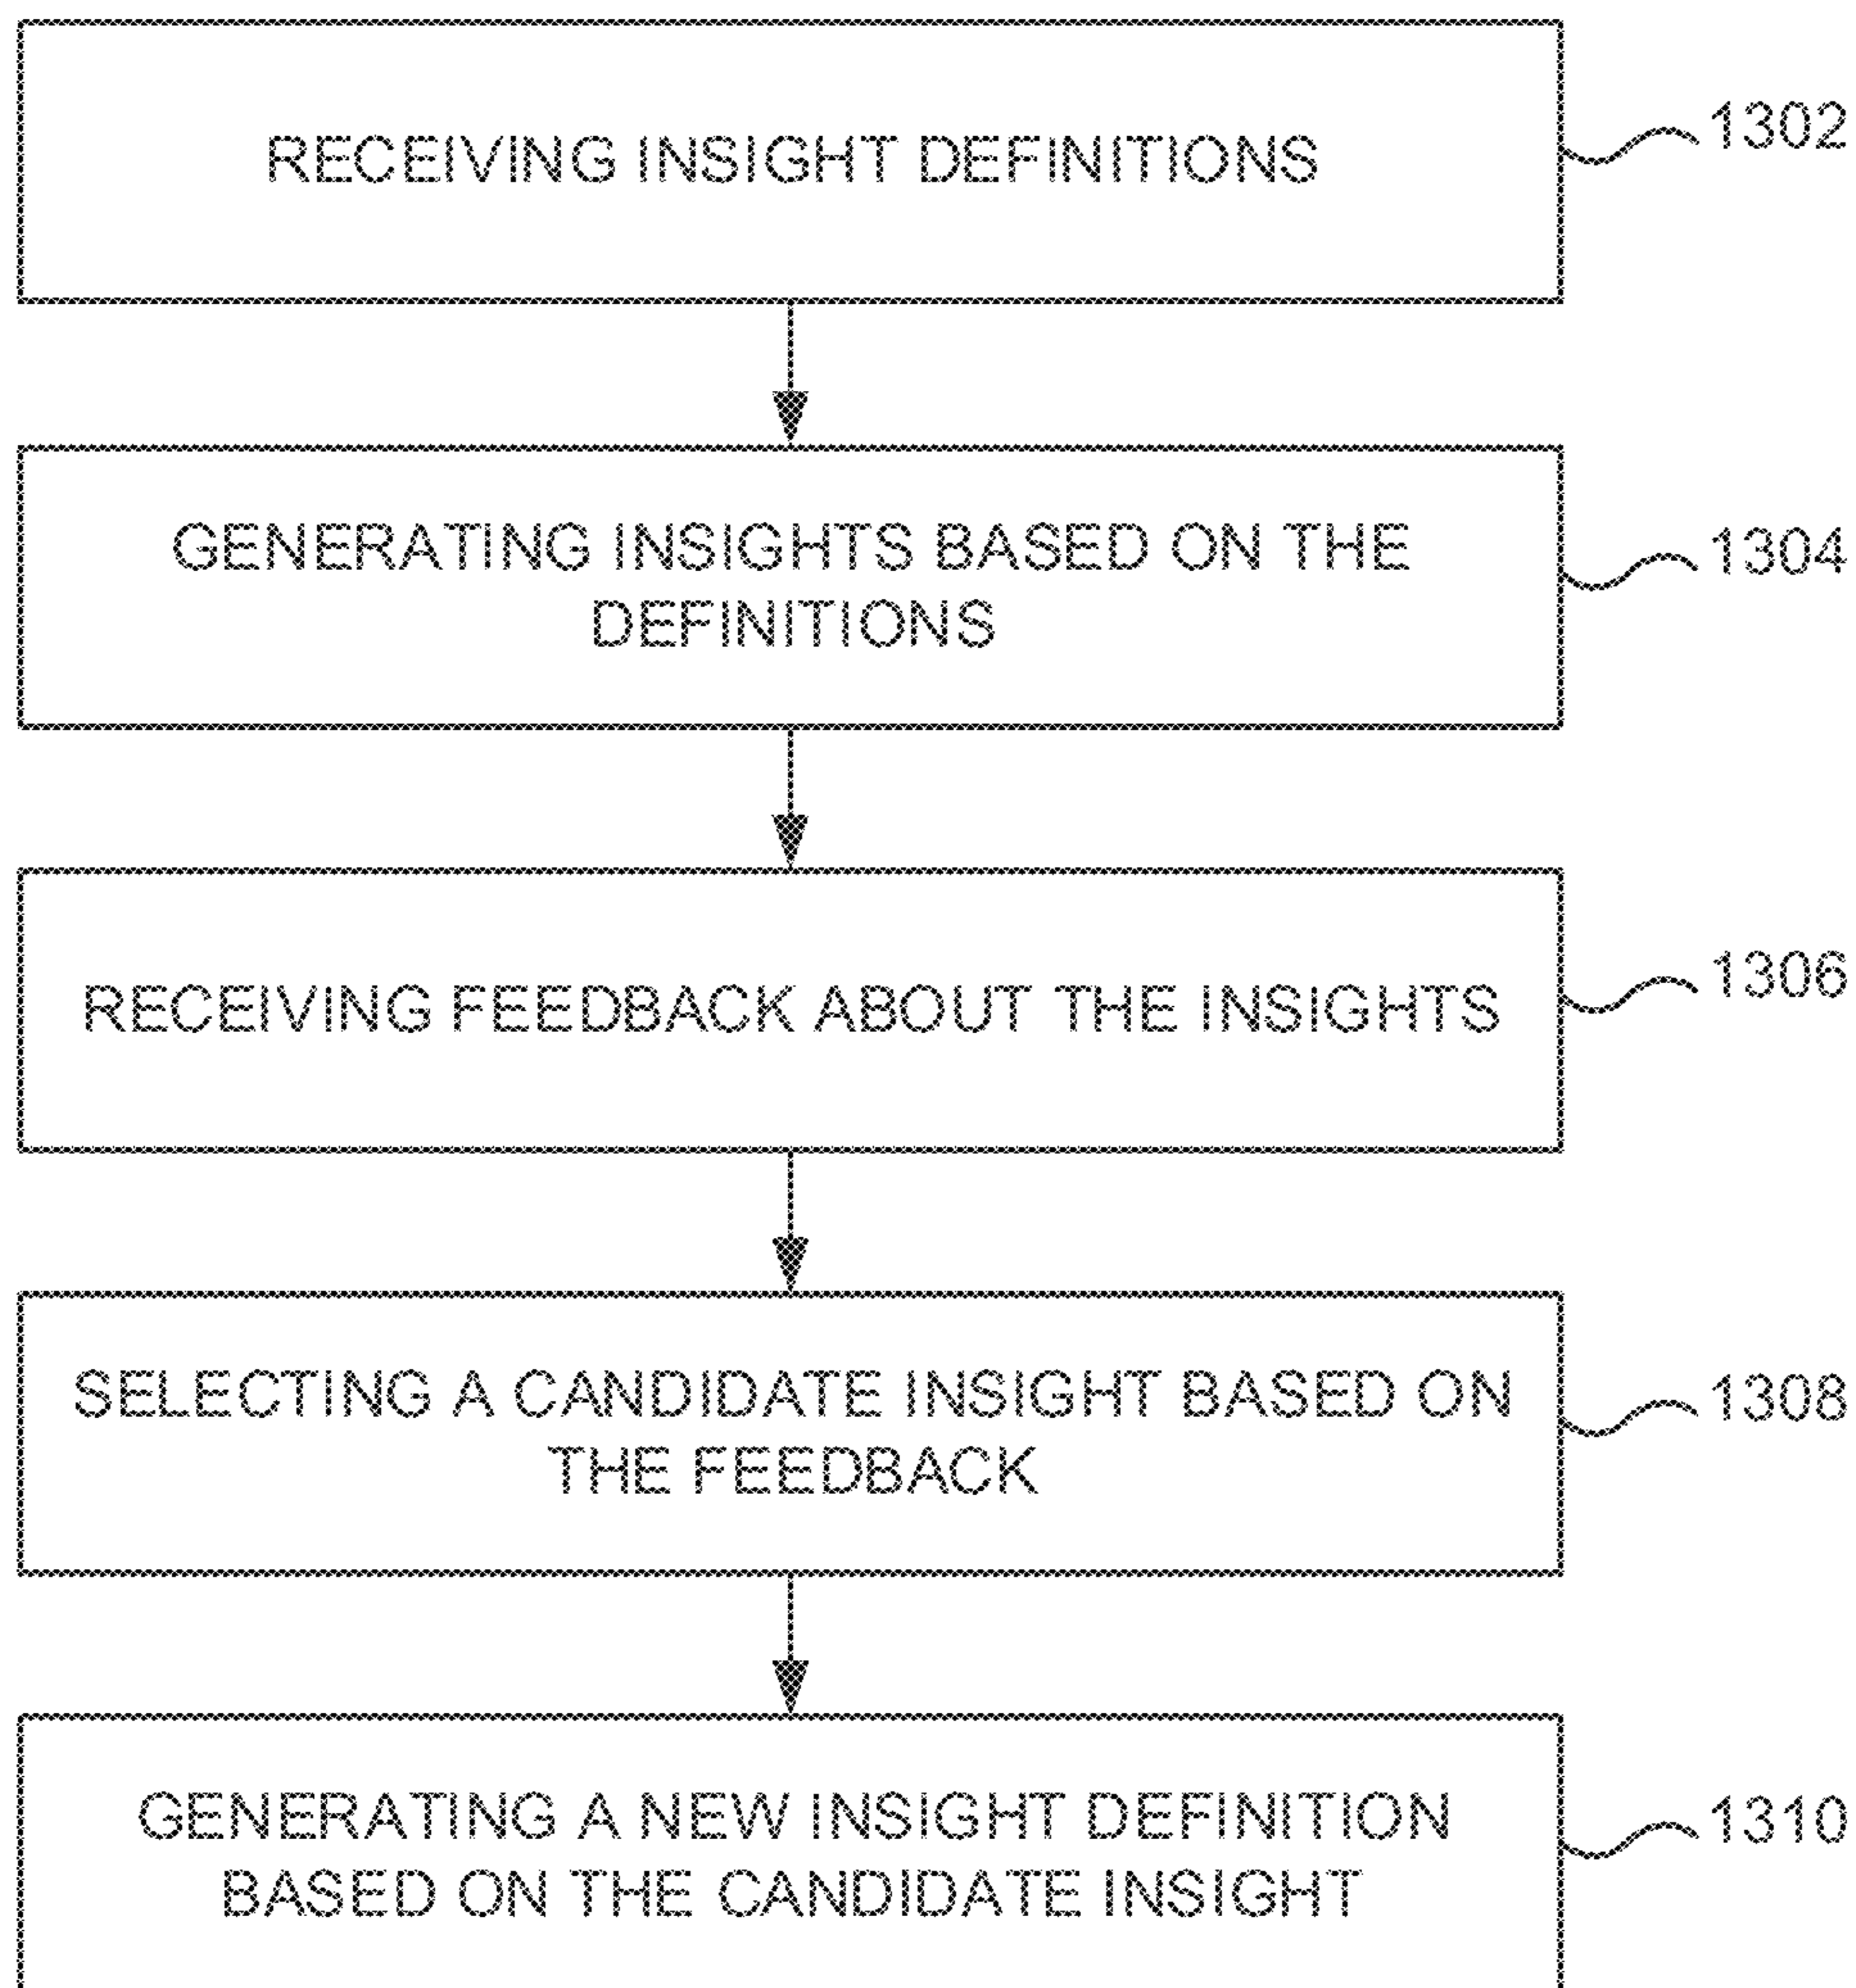 RECEIVING INSIGHT DEFINITIONS
1302
GENERATING INSIGHTS BASED ON THE
DEFINITIONS
1304
RECEIVING FEEDBACK ABOUT THE INSIGHTS
1306
SELECTING A CANDIDATE INSIGHT BASED ON
THE FEEDBACK
1308
GENERATING A NEW INSIGHT DEFINITION
BASED ON THE CANDIDATE INSIGHT
1310